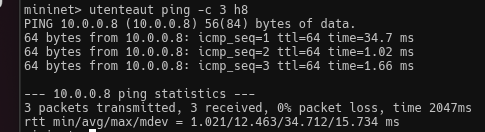 mininet> utenteaut ping -c 3 h8
PING 10.0.0.8 (10.0.0.8) 56(84) bytes of data.
64 bytes from 10.0.0.8: icmp_seq=1 ttl=64 time=34.7 ms
64 bytes from 10.0.0.8: icmp_seq=2 ttl=64 time=1.02 ms
64 bytes from 10.0.0.8: icmp_seq=3 ttl=64 time=1.66 ms

--- 10.0.0.8 ping statistics ---
3 packets transmitted, 3 received, 0% packet loss, time 2047ms
rtt min/avg/max/mdev = 1.021/12.463/34.712/15.734 ms